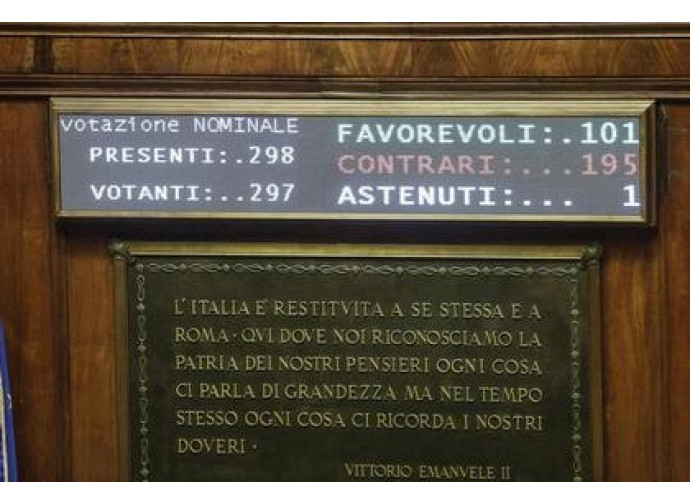 votazione NOMINALE
PRESENTI:.298
VOTANTI:..297
FAVOREVOLI:.101
CONTRARI:...195
ASTENUTI:... 1
L'ITALIA E' RESTITVITA A SE STESSA E A
ROMA · QVI DOVE NOI RICONOSCIAMO LA
PATRIA DEI NOSTRI PENSIERI OGNI COSA
CI PARLA DI GRANDEZZA MA NEL TEMPO
STESSO OGNI COSA CI RICORDA I NOSTRI
DOVERI ·
VITTORIO EMANVELE II